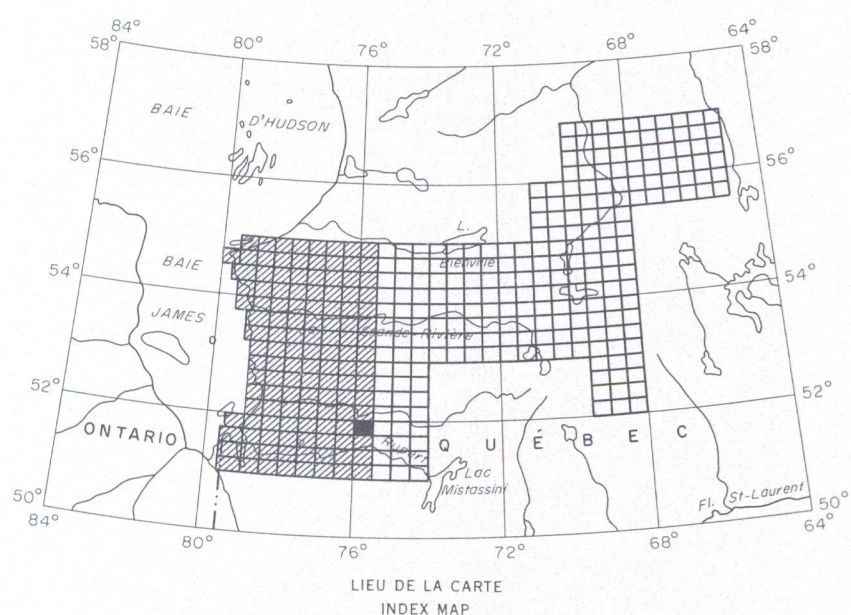 84°
80°
76°
72°
68°
64°
58°
58°
BAIE
D'HUDSON
56°
56°
L.
Bienville
BAIE
54°
54°
JAMES
Grande-Rivière
52°
52°
ONTARIO
Rupert
QUÉBEC
Lac
Mistassini
Fl. St-Laurent
50°
50°
84°
80°
76°
72°
68°
64°
LIEU DE LA CARTE
INDEX MAP